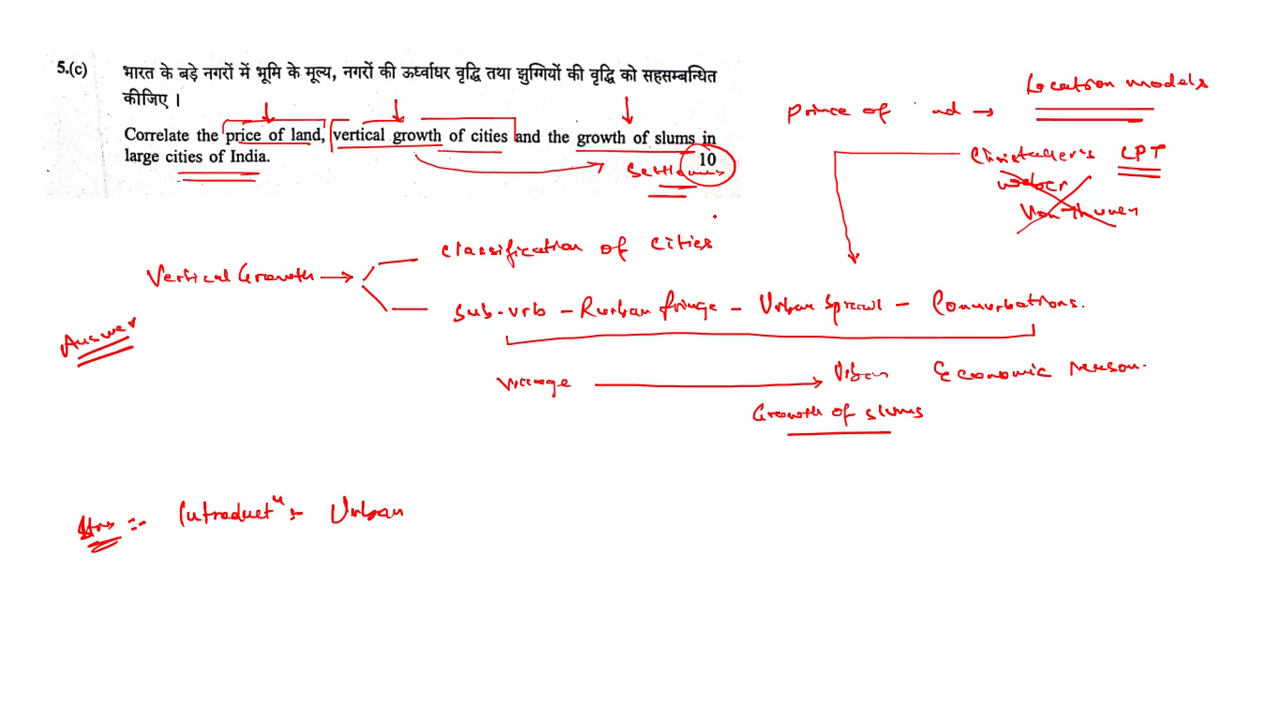 5.(c) भारत के बड़े नगरों में भूमि के मूल्य, नगरों की ऊर्ध्वाधर वृद्धि तथा झुग्गियों की वृद्धि को सहसम्बन्धित
कीजिए ।
Correlate the price of land, vertical growth of cities and the growth of slums in
large cities of India. 10
Location models
Price of →
Christaller's CPT
Weber
Von Thunen
Classification of cities
Vertical Growth →
Sub-urb - Rurban fringe - Urban Sprawl - Conurbations.
Answer
Village Urban Economic reason.
Growth of slums
Ans :- Introductⁿ :- Urban